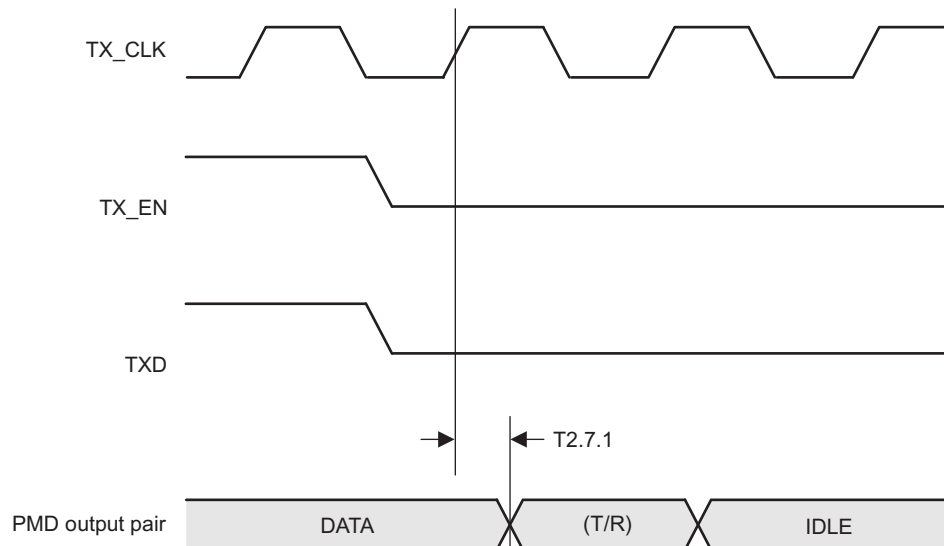 TX_CLK
TX_EN
TXD
T2.7.1
PMD output pair DATA (T/R) IDLE